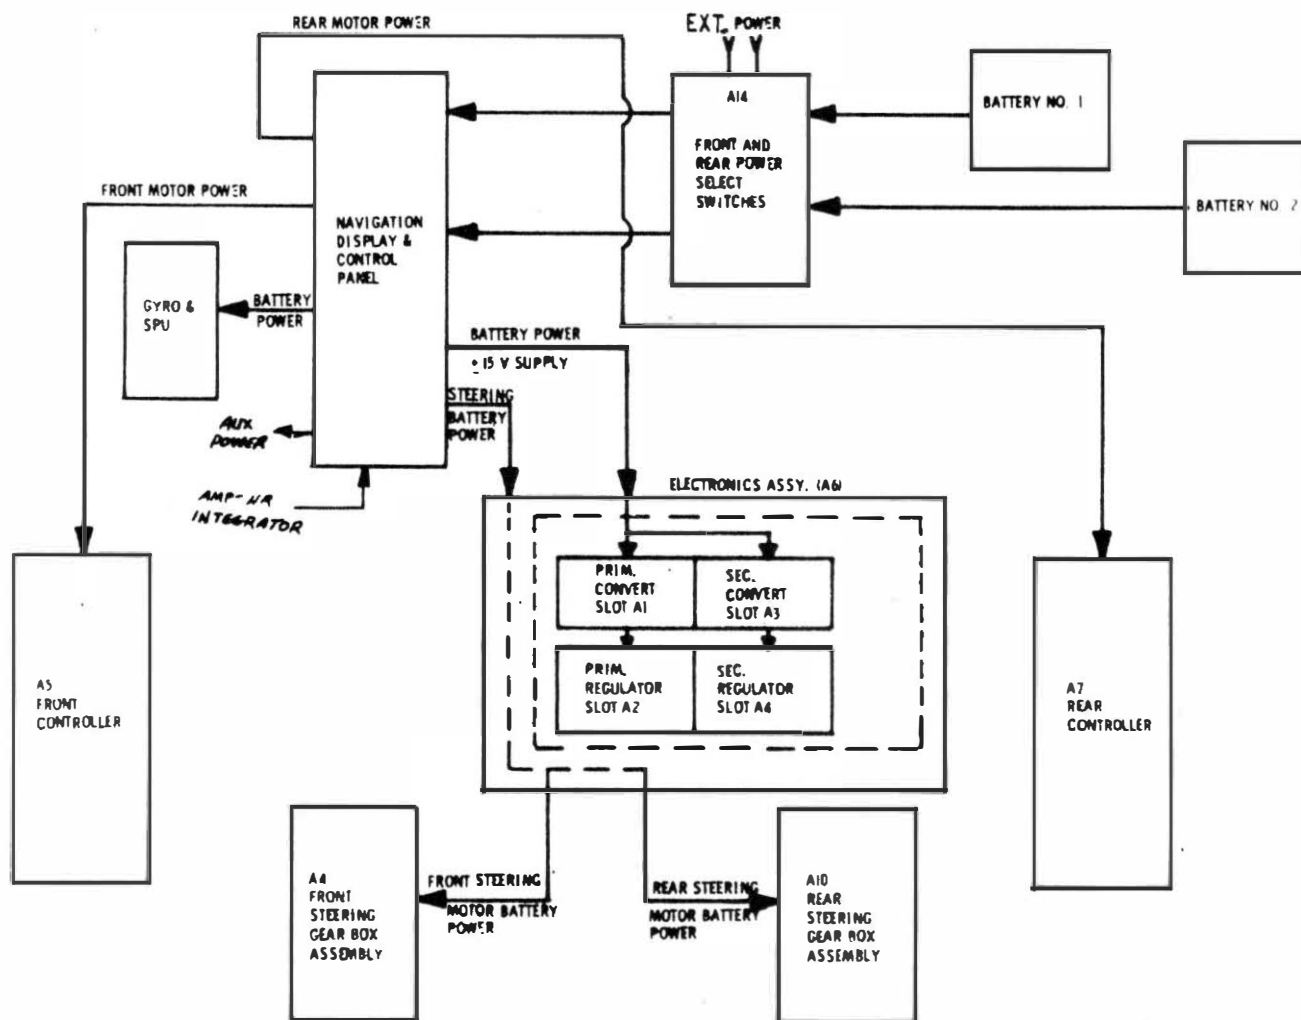 REAR MOTOR POWER
EXT. POWER
A14
FRONT AND
REAR POWER
SELECT
SWITCHES
BATTERY NO. 1
BATTERY NO. 2
FRONT MOTOR POWER
NAVIGATION
DISPLAY &
CONTROL
PANEL
GYRO &
SPU
BATTERY
POWER
BATTERY POWER
± 15 V SUPPLY
STEERING
BATTERY
POWER
AUX
POWER
AMP-HR
INTEGRATOR
ELECTRONICS ASSY. (A6)
PRIM.
CONVERT
SLOT A1
SEC.
CONVERT
SLOT A3
PRIM.
REGULATOR
SLOT A2
SEC.
REGULATOR
SLOT A4
A5
FRONT
CONTROLLER
A7
REAR
CONTROLLER
A4
FRONT
STEERING
GEAR BOX
ASSEMBLY
FRONT STEERING
MOTOR BATTERY
POWER
REAR STEERING
MOTOR BATTERY
POWER
A10
REAR
STEERING
GEAR BOX
ASSEMBLY